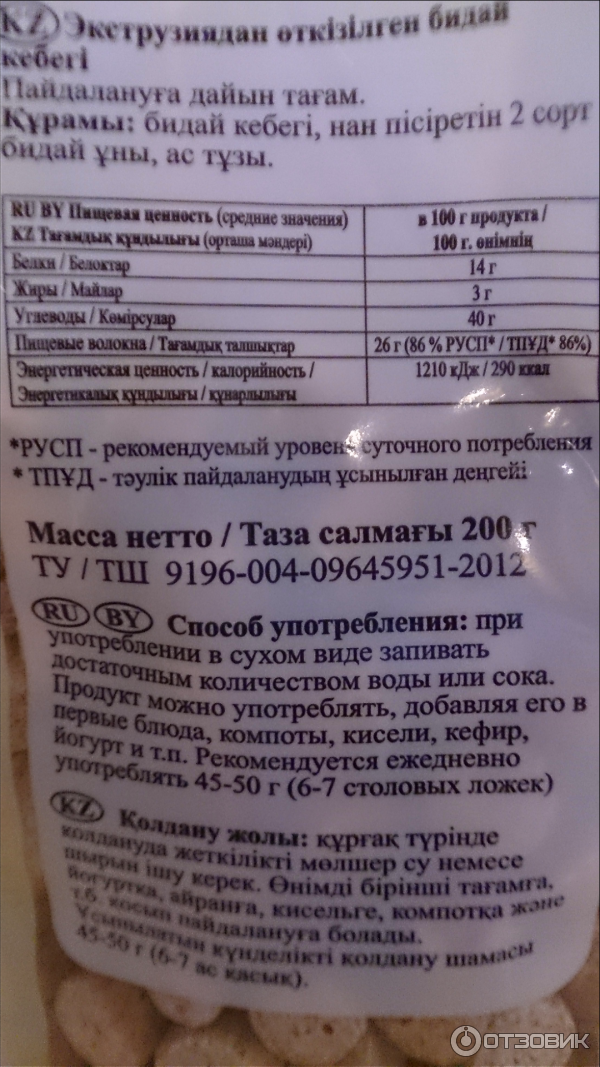 KZ Экструзиядан өткізілген бидай
кебегі
Пайдалануға дайын тағам.
Құрамы: бидай кебегі, нан пісіретін 2 сорт
бидай ұны, ас тұзы.
RU BY Пищевая ценность (средние значения)
KZ Тағамдық құндылығы (орташа мәндері)
в 100 г продукта /
100 г. өнімнің
Белки / Белоктар 14 г
Жиры / Майлар 3 г
Углеводы / Көмірсулар 40 г
Пищевые волокна / Тағамдық талшықтар 26 г (86 % РУСП* / ТПҰД* 86%)
Энергетическая ценность / калорийность / 1210 кДж / 290 ккал
Энергетикалық құндылығы / құнарлылығы
*РУСП - рекомендуемый уровень суточного потребления
* ТПҰД - тәулік пайдаланудың ұсынылған деңгейі
Масса нетто / Таза салмағы 200 г
ТУ / ТШ 9196-004-09645951-2012
RU BY Способ употребления: при
употреблении в сухом виде запивать
достаточным количеством воды или сока.
Продукт можно употреблять, добавляя его в
первые блюда, компоты, кисели, кефир,
йогурт и т.п. Рекомендуется ежедневно
употреблять 45-50 г (6-7 столовых ложек)
KZ Қолдану жолы: құрғақ түрінде
қолдануда жеткілікті мөлшер су немесе
шырын ішу керек. Өнімді бірінші тағамға,
йогуртқа, айранға, кисельге, компотқа және
т.б. қосып пайдалануға болады.
Ұсынылатын күнделікті қолдану шамасы
45-50 г (6-7 ас қасық).
ОТЗОВИК